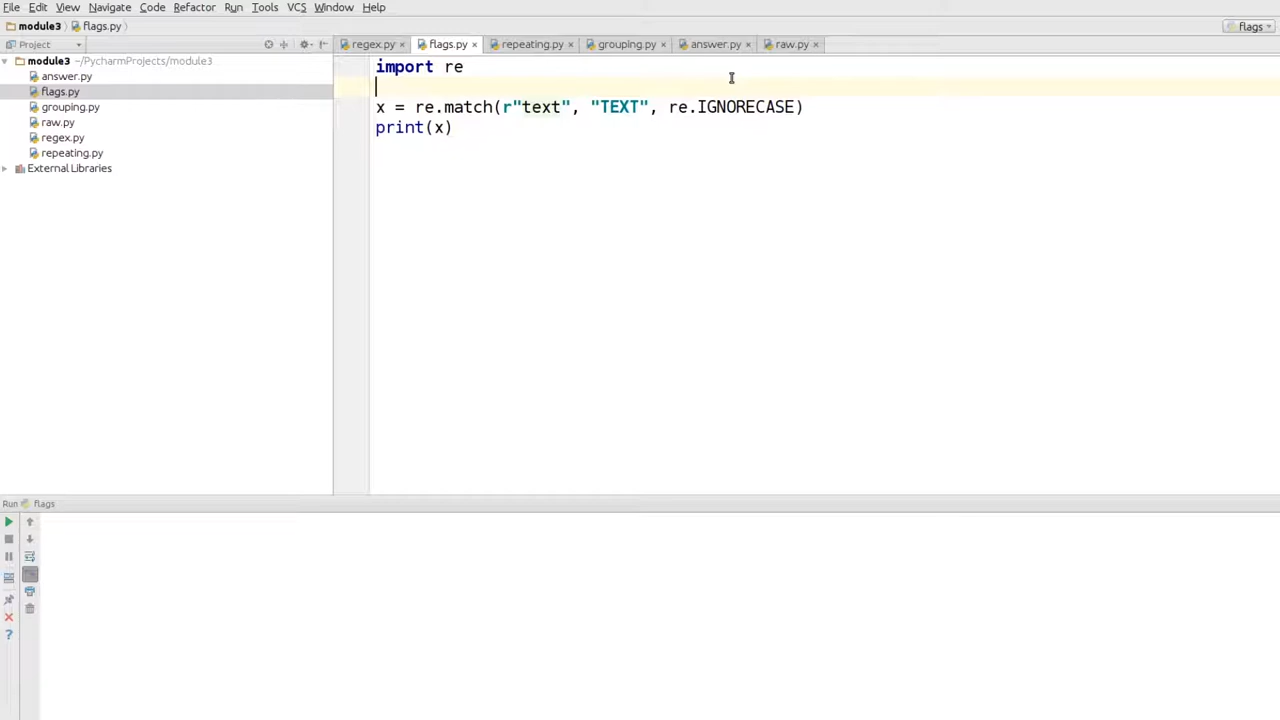 File Edit View Navigate Code Refactor Run Tools VCS Window Help
module3 flags.py flags
Project regex.py flags.py repeating.py grouping.py answer.py raw.py
module3 ~/PycharmProjects/module3
answer.py
flags.py
grouping.py
raw.py
regex.py
repeating.py
External Libraries
import re
x = re.match(r"text", "TEXT", re.IGNORECASE)
print(x)
Run flags